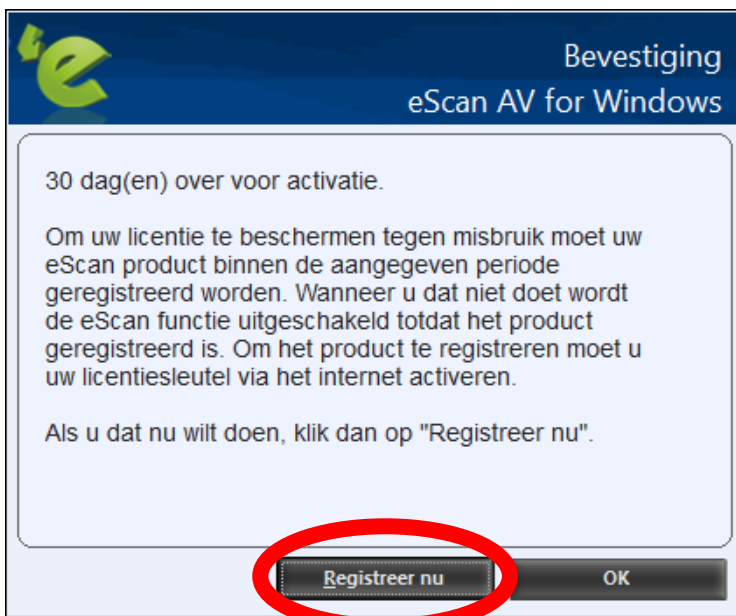 Bevestiging
eScan AV for Windows
30 dag(en) over voor activatie.
Om uw licentie te beschermen tegen misbruik moet uw
eScan product binnen de aangegeven periode
geregistreerd worden. Wanneer u dat niet doet wordt
de eScan functie uitgeschakeld totdat het product
geregistreerd is. Om het product te registreren moet u
uw licentiesleutel via het internet activeren.
Als u dat nu wilt doen, klik dan op "Registreer nu".
Registreer nu
OK